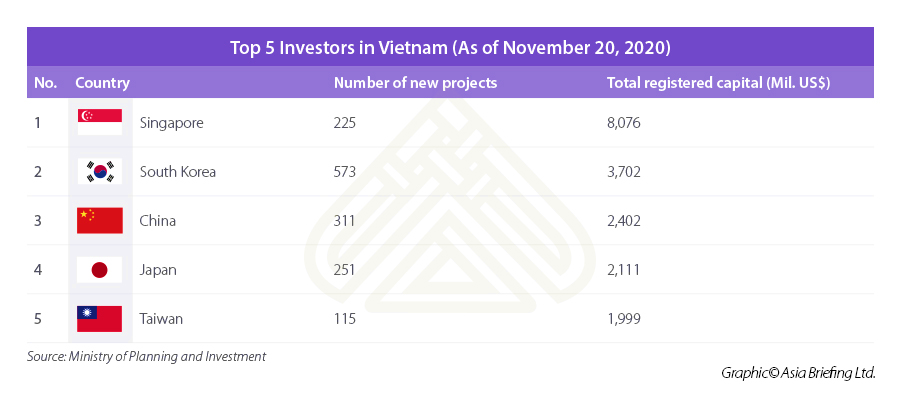 Top 5 Investors in Vietnam (As of November 20, 2020)
No. Country Number of new projects Total registered capital (Mil. US$)
1 Singapore 225 8,076
2 South Korea 573 3,702
3 China 311 2,402
4 Japan 251 2,111
5 Taiwan 115 1,999
Source: Ministry of Planning and Investment
Graphic© Asia Briefing Ltd.